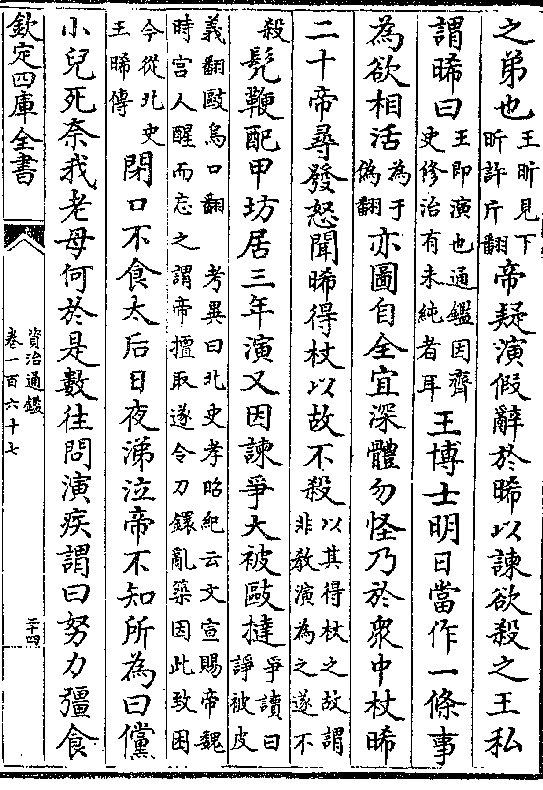 之弟也王昕見下昕許斤翻帝疑演假辭於晞以諫欲殺之王私
謂晞曰王即演也通鑑因齊史修治有未純者耳王博士明日當作一條事
為欲相活為于偽翻亦圖自全宜深體勿怪乃於衆中杖晞
二十帝尋發怒聞晞得杖以故不殺以其得杖之故謂非教演為之遂不
殺髠鞭配甲坊居三年演又因諫爭大被毆撻爭讀曰諍被皮
義翻毆烏口翻 考異曰北史孝昭紀云文宣賜帝魏時宫人醒而忘之謂帝擅取遂令刀鐶亂築因此致困
今從北史王晞傳閉口不食太后日夜涕泣帝不知所為曰儻
小兒死奈我老母何於是數往問演疾謂曰努力彊食
欽定四庫全書
資治通鑑
卷一百六十七
三十四